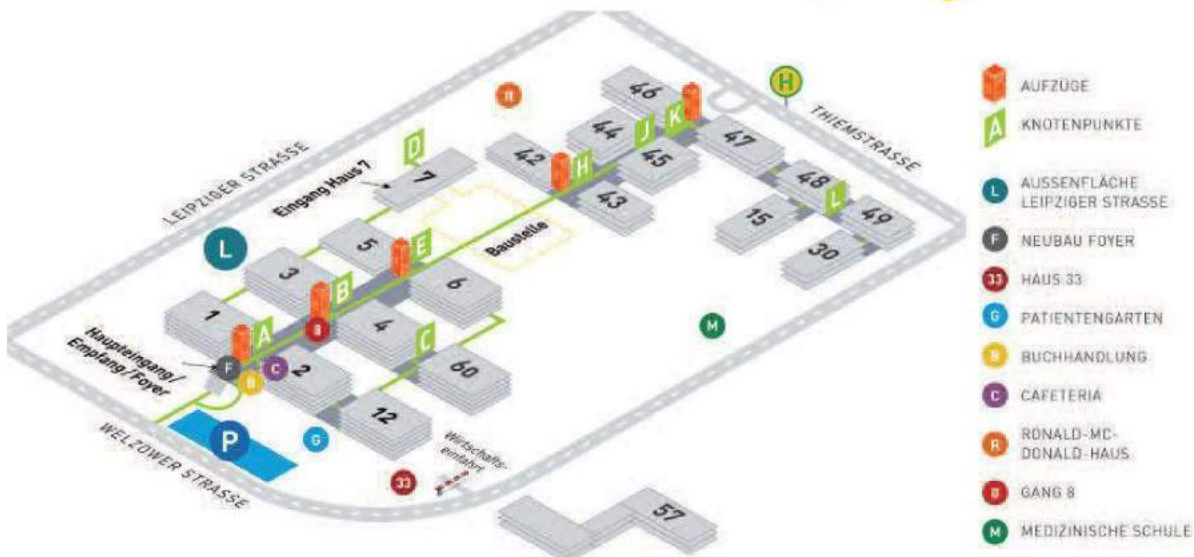 LEIPZIGER STRASSE
THIEMSTRASSE
WELZOWER STRASSE
H
R
46
K
44
J
47
45
42
H
D
7
Eingang Haus 7
43
48
L
49
15
30
Baustelle
L
5
E
3
6
B
8
1
A
4
C
60
Haupteingang/
Empfang/Foyer
F
C
B
2
12
P
G
M
33
Wirtschafts-
einfahrt
57
AUFZÜGE
A KNOTENPUNKTE
L AUSSENFLÄCHE
LEIPZIGER STRASSE
F NEUBAU FOYER
33 HAUS 33
G PATIENTENGARTEN
B BUCHHANDLUNG
C CAFETERIA
R RONALD-MC-
DONALD-HAUS
8 GANG 8
M MEDIZINISCHE SCHULE